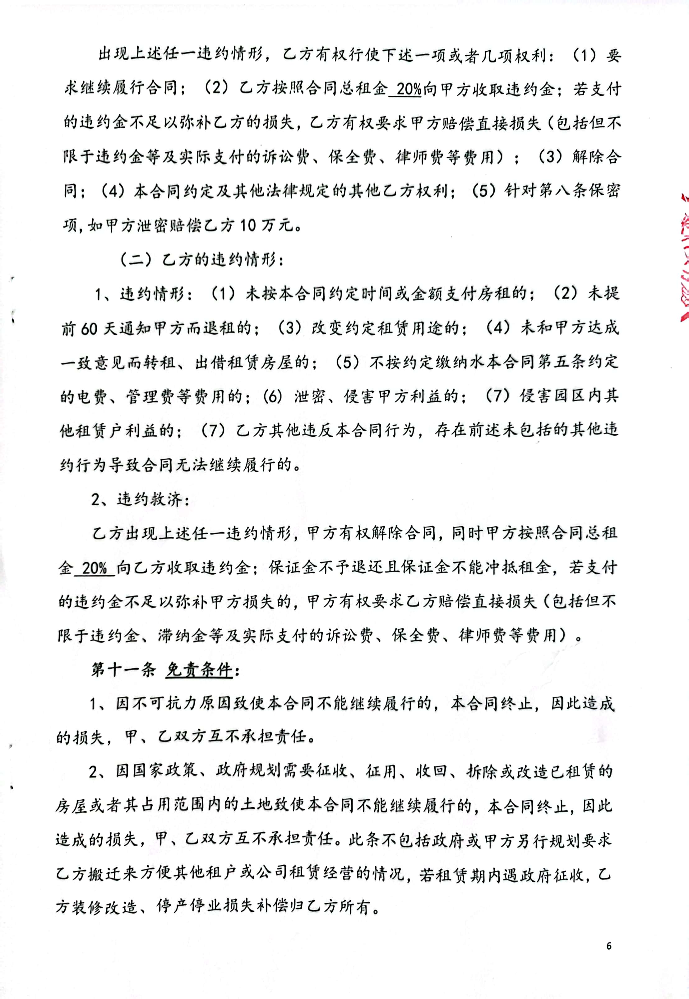 出现上述任一违约情形，乙方有权行使下述一项或者几项权利：（1）要
求继续履行合同；（2）乙方按照合同总租金 20%向甲方收取违约金；若支付
的违约金不足以弥补乙方的损失，乙方有权要求甲方赔偿直接损失（包括但不
限于违约金等及实际支付的诉讼费、保全费、律师费等费用）；（3）解除合
同；（4）本合同约定及其他法律规定的其他乙方权利；（5）针对第八条保密
项，如甲方泄密赔偿乙方 10 万元。
（二）乙方的违约情形：
1、违约情形：（1）未按本合同约定时间或金额支付房租的；（2）未提
前 60 天通知甲方而退租的；（3）改变约定租赁用途的；（4）未和甲方达成
一致意见而转租、出借租赁房屋的；（5）不按约定缴纳水本合同第五条约定
的电费、管理费等费用的；(6) 泄密、侵害甲方利益的；（7）侵害园区内其
他租赁户利益的；（7）乙方其他违反本合同行为，存在前述未包括的其他违
约行为导致合同无法继续履行的。
2、违约救济：
乙方出现上述任一违约情形，甲方有权解除合同，同时甲方按照合同总租
金 20% 向乙方收取违约金；保证金不予退还且保证金不能冲抵租金，若支付
的违约金不足以弥补甲方损失的，甲方有权要求乙方赔偿直接损失（包括但不
限于违约金、滞纳金等及实际支付的诉讼费、保全费、律师费等费用）。
第十一条 免责条件：
1、因不可抗力原因致使本合同不能继续履行的，本合同终止，因此造成
的损失，甲、乙双方互不承担责任。
2、因国家政策、政府规划需要征收、征用、收回、拆除或改造已租赁的
房屋或者其占用范围内的土地致使本合同不能继续履行的，本合同终止，因此
造成的损失，甲、乙双方互不承担责任。此条不包括政府或甲方另行规划要求
乙方搬迁来方便其他租户或公司租赁经营的情况，若租赁期内遇政府征收，乙
方装修改造、停产停业损失补偿归乙方所有。
6